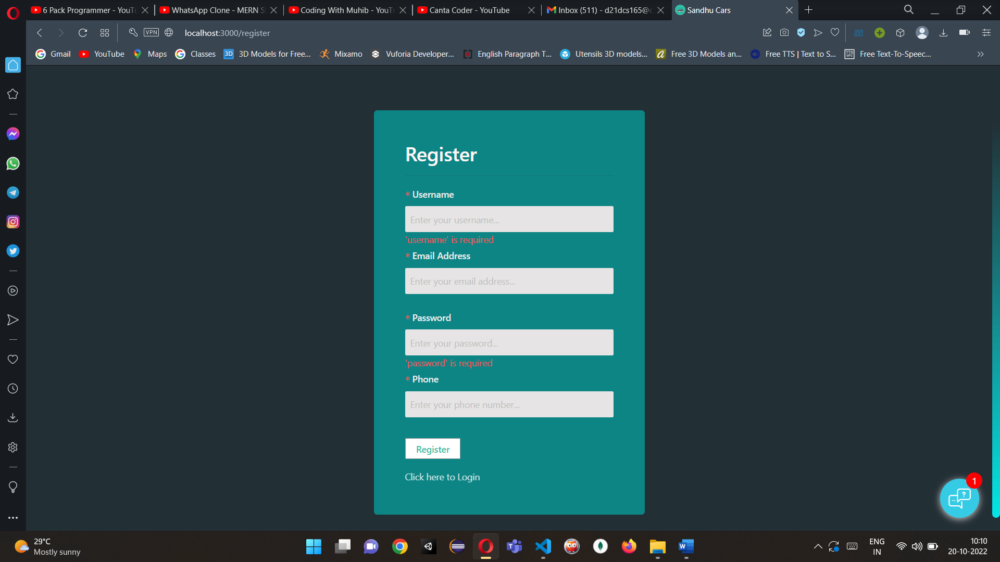 6 Pack Programmer - YouTu
WhatsApp Clone - MERN S
Coding With Muhib - YouT
Canta Coder - YouTube
Inbox (511) - d21dcs165@c
Sandhu Cars
VPN
localhost:3000/register
Gmail
YouTube
Maps
Classes
3D
3D Models for Free...
Mixamo
Vuforia Developer...
English Paragraph T...
Utensils 3D models...
Free 3D Models an...
Free TTS | Text to S...
TTS
MP3
Free Text-To-Speec...
Register
* Username
Enter your username...
'username' is required
* Email Address
Enter your email address...
* Password
Enter your password...
'password' is required
* Phone
Enter your phone number...
Register
Click here to Login
1
29°C
Mostly sunny
ENG
IN
10:10
20-10-2022